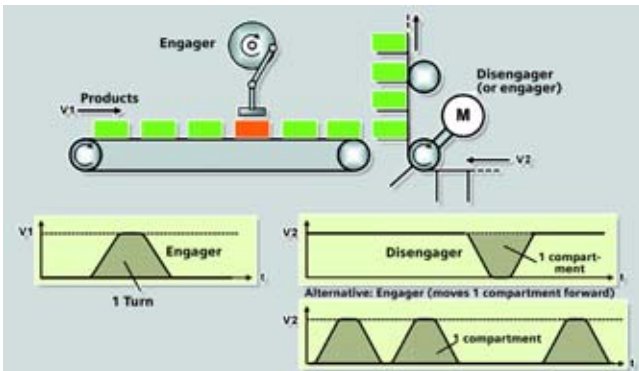 Engager
Products
V1
Disengager
(or engager)
M
V2
V1
Engager
1 Turn
t
V2
Disengager
1 compart-
ment
t
Alternative: Engager (moves 1 compartment forward)
V2
1 compartment
t